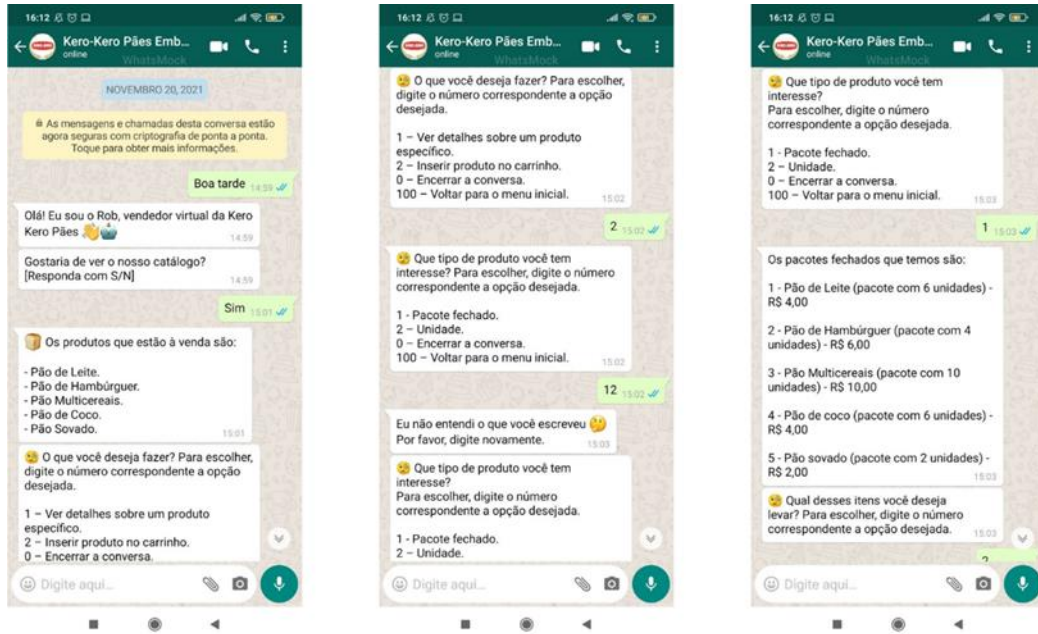 16:12
Kero-Kero Pães Emb...
online
WhatsMock
NOVEMBRO 20, 2021
As mensagens e chamadas desta conversa estão
agora seguras com criptografia de ponta a ponta.
Toque para obter mais informações.
Boa tarde 14:59
Olá! Eu sou o Rob, vendedor virtual da Kero
Kero Pães
14:59
Gostaria de ver o nosso catálogo?
[Responda com S/N]
14:59
Sim 15:01
Os produtos que estão à venda são:
- Pão de Leite.
- Pão de Hambúrguer.
- Pão Multicereais.
- Pão de Coco.
- Pão Sovado.
15:01
O que você deseja fazer? Para escolher,
digite o número correspondente a opção
desejada.
1 – Ver detalhes sobre um produto
específico.
2 – Inserir produto no carrinho.
0 – Encerrar a conversa.
Digite aqui...
16:12
Kero-Kero Pães Emb...
online
WhatsMock
O que você deseja fazer? Para escolher,
digite o número correspondente a opção
desejada.
1 – Ver detalhes sobre um produto
específico.
2 – Inserir produto no carrinho.
0 – Encerrar a conversa.
100 – Voltar para o menu inicial.
15:02
2 15:02
Que tipo de produto você tem
interesse? Para escolher, digite o número
correspondente a opção desejada.
1 - Pacote fechado.
2 – Unidade.
0 – Encerrar a conversa.
100 – Voltar para o menu inicial.
15:02
12 15:02
Eu não entendi o que você escreveu
Por favor, digite novamente.
15:03
Que tipo de produto você tem
interesse?
Para escolher, digite o número
correspondente a opção desejada.
1 - Pacote fechado.
2 – Unidade.
Digite aqui...
16:12
Kero-Kero Pães Emb...
online
WhatsMock
Que tipo de produto você tem
interesse?
Para escolher, digite o número
correspondente a opção desejada.
1 - Pacote fechado.
2 – Unidade.
0 – Encerrar a conversa.
100 – Voltar para o menu inicial.
15:03
1 15:03
Os pacotes fechados que temos são:
1 - Pão de Leite (pacote com 6 unidades) -
R$ 4,00
2 - Pão de Hambúrguer (pacote com 4
unidades) - R$ 6,00
3 - Pão Multicereais (pacote com 10
unidades) - R$ 10,00
4 - Pão de coco (pacote com 6 unidades) -
R$ 4,00
5 - Pão sovado (pacote com 2 unidades) -
R$ 2,00
15:03
Qual desses itens você deseja
levar? Para escolher, digite o número
correspondente a opção desejada.
15:03
Digite aqui...